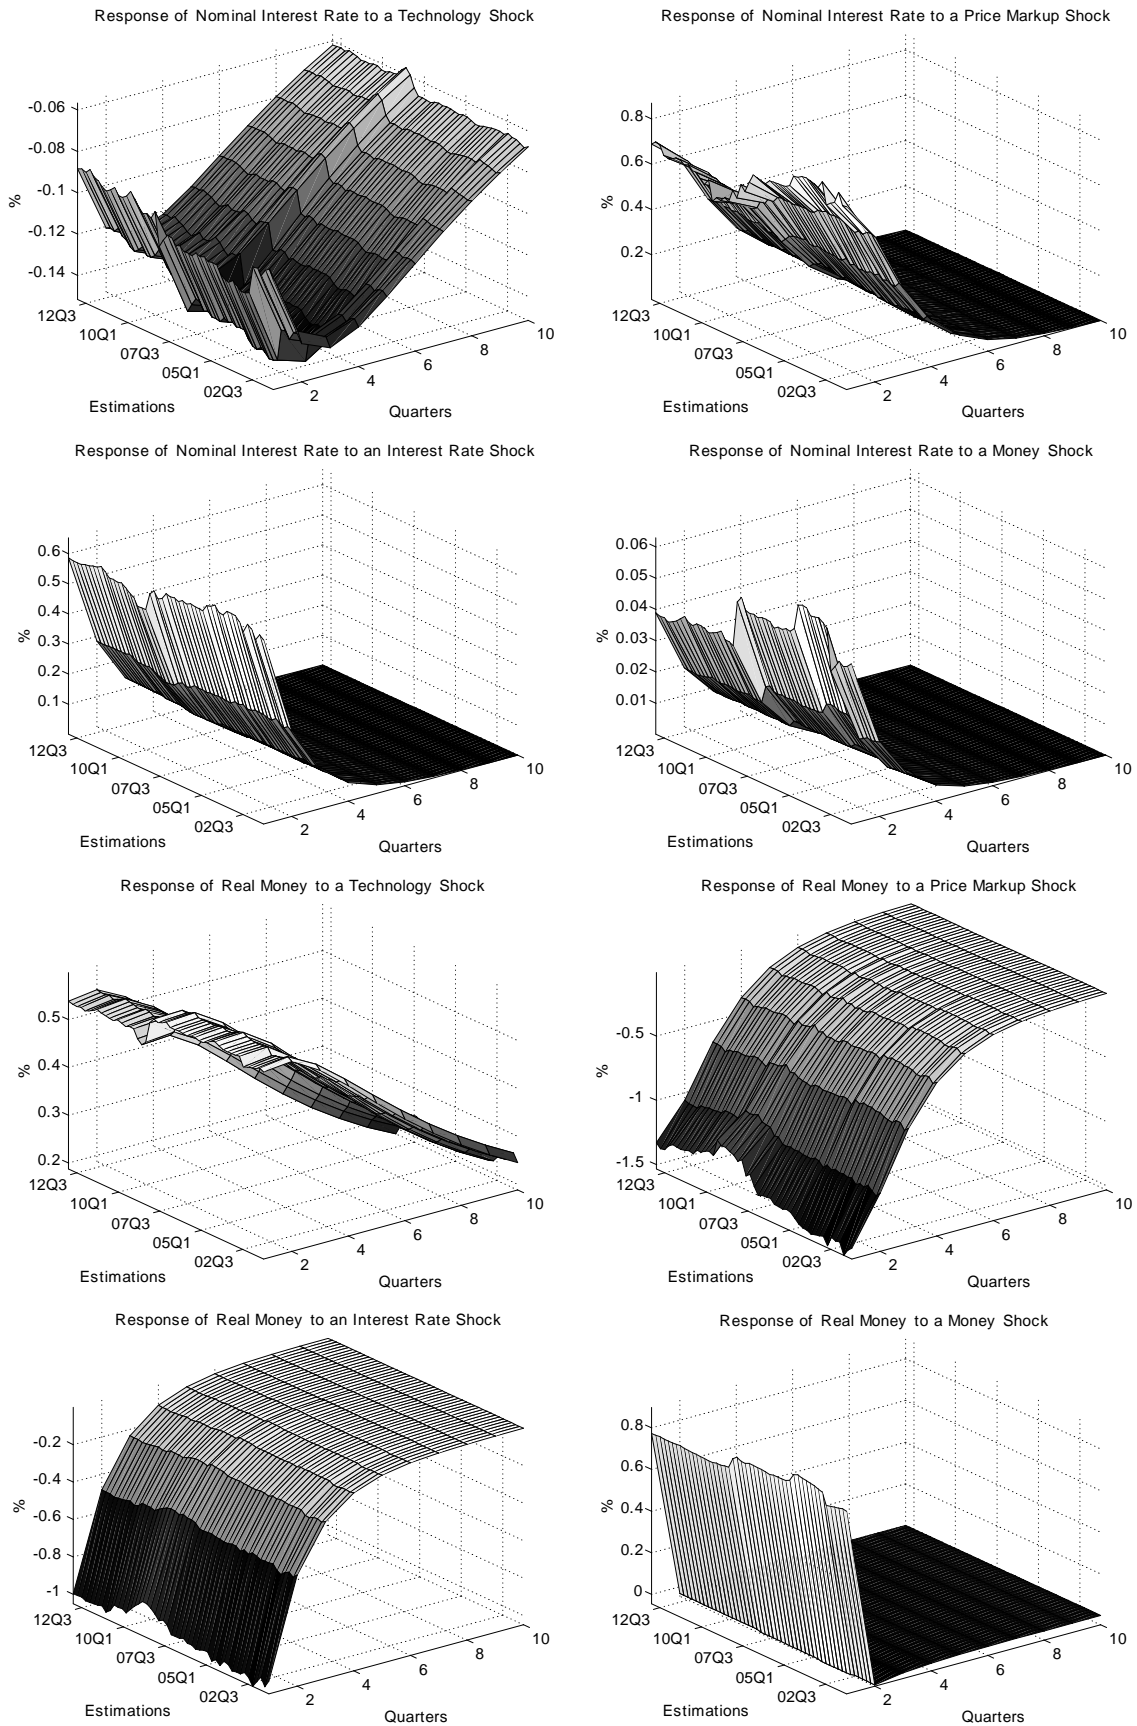 Response of Nominal Interest Rate to a Technology Shock
-0.06
-0.08
-0.1
-0.12
-0.14
%
12Q3
10Q1
07Q3
05Q1
02Q3
Estimations
2
4
6
8
10
Quarters
Response of Nominal Interest Rate to a Price Markup Shock
0.8
0.6
0.4
0.2
%
12Q3
10Q1
07Q3
05Q1
02Q3
Estimations
2
4
6
8
10
Quarters
Response of Nominal Interest Rate to an Interest Rate Shock
0.6
0.5
0.4
0.3
0.2
0.1
%
12Q3
10Q1
07Q3
05Q1
02Q3
Estimations
2
4
6
8
10
Quarters
Response of Nominal Interest Rate to a Money Shock
0.06
0.05
0.04
0.03
0.02
0.01
%
12Q3
10Q1
07Q3
05Q1
02Q3
Estimations
2
4
6
8
10
Quarters
Response of Real Money to a Technology Shock
0.5
0.4
0.3
0.2
%
12Q3
10Q1
07Q3
05Q1
02Q3
Estimations
2
4
6
8
10
Quarters
Response of Real Money to a Price Markup Shock
-0.5
-1
-1.5
%
12Q3
10Q1
07Q3
05Q1
02Q3
Estimations
2
4
6
8
10
Quarters
Response of Real Money to an Interest Rate Shock
-0.2
-0.4
-0.6
-0.8
-1
%
12Q3
10Q1
07Q3
05Q1
02Q3
Estimations
2
4
6
8
10
Quarters
Response of Real Money to a Money Shock
0.8
0.6
0.4
0.2
0
%
12Q3
10Q1
07Q3
05Q1
02Q3
Estimations
2
4
6
8
10
Quarters